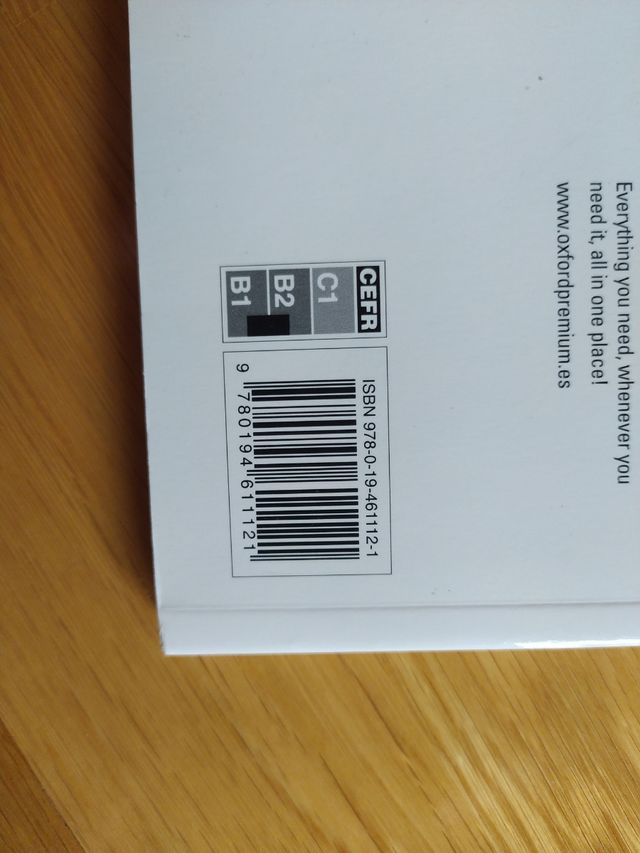 Everything you need, whenever you
need it, all in one place!
www.oxfordpremium.es
CEFR
C1
B2
B1
ISBN 978-0-19-461112-1
9 780194 611121